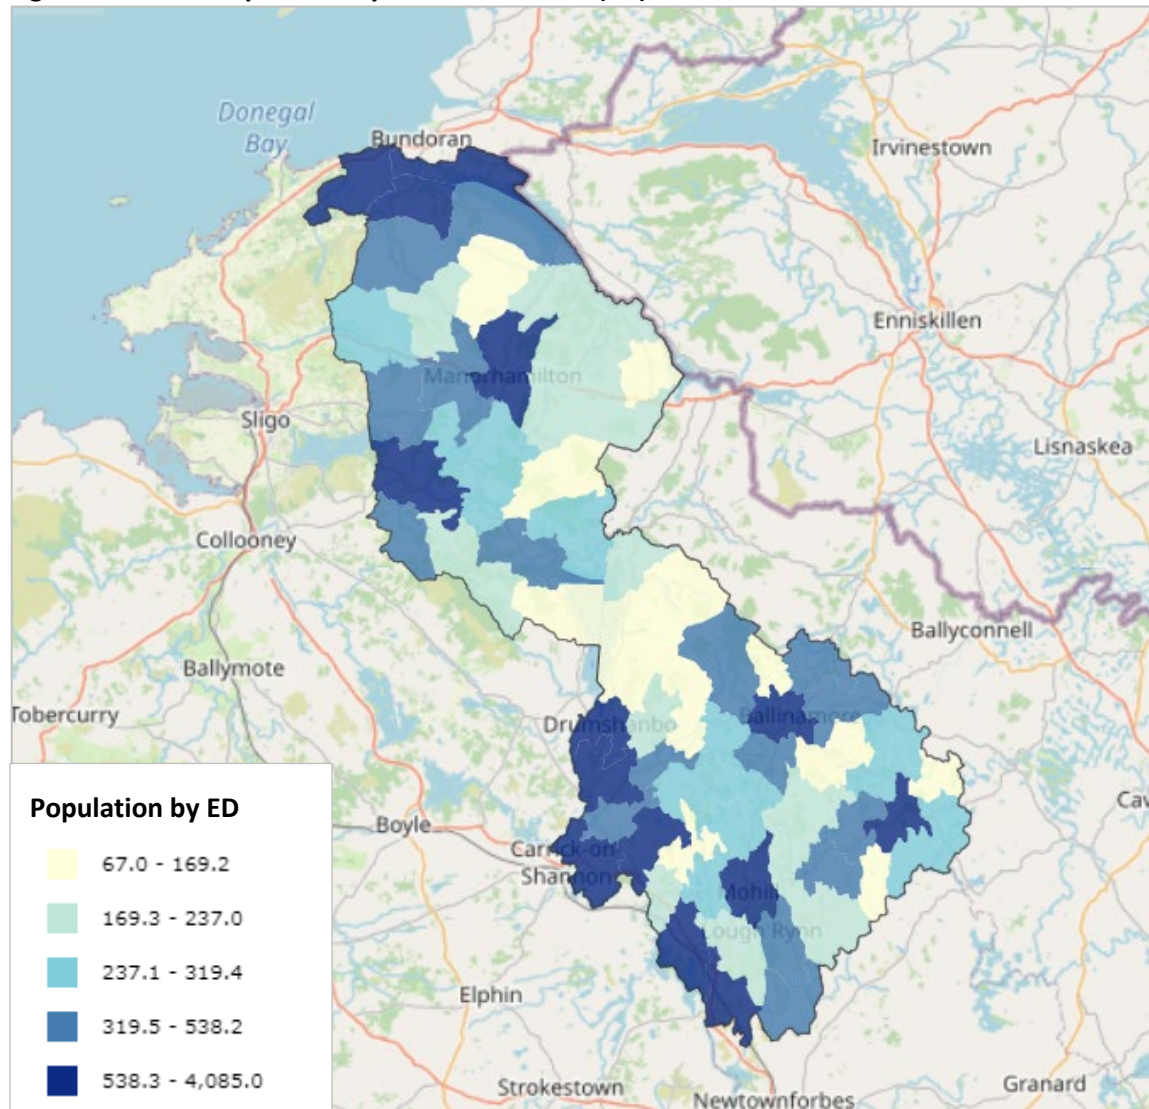 Donegal
Bay
Bundoran
Irvinestown
Enniskillen
Manorhamilton
Sligo
Lisnaskea
Collooney
Ballyconnell
Ballymote
Tobercurry
Drumshanbo
Ballinamore
Population by ED
67.0 - 169.2
169.3 - 237.0
237.1 - 319.4
319.5 - 538.2
538.3 - 4,085.0
Boyle
Cav
Carrick-on-
Shannon
Mohill
Lough Rynn
Elphin
Strokestown
Newtownforbes
Granard